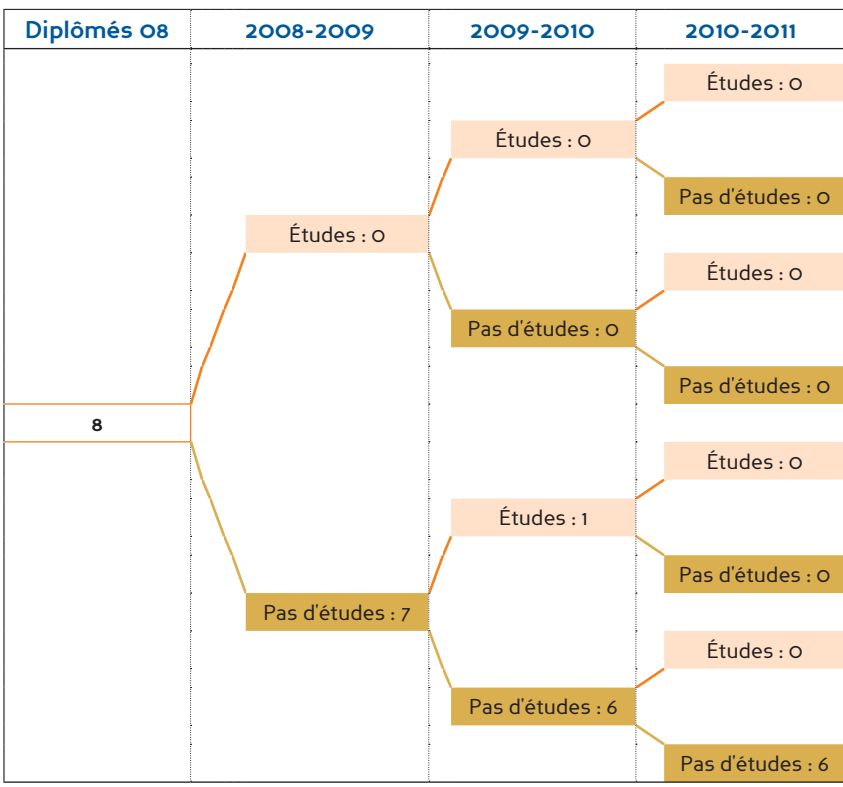 Diplômés 08 2008-2009 2009-2010 2010-2011
Études : 0
Études : 0
Pas d'études : 0
Études : 0
Études : 0
Pas d'études : 0
Pas d'études : 0
8
Études : 0
Études : 1
Pas d'études : 0
Pas d'études : 7
Études : 0
Pas d'études : 6
Pas d'études : 6